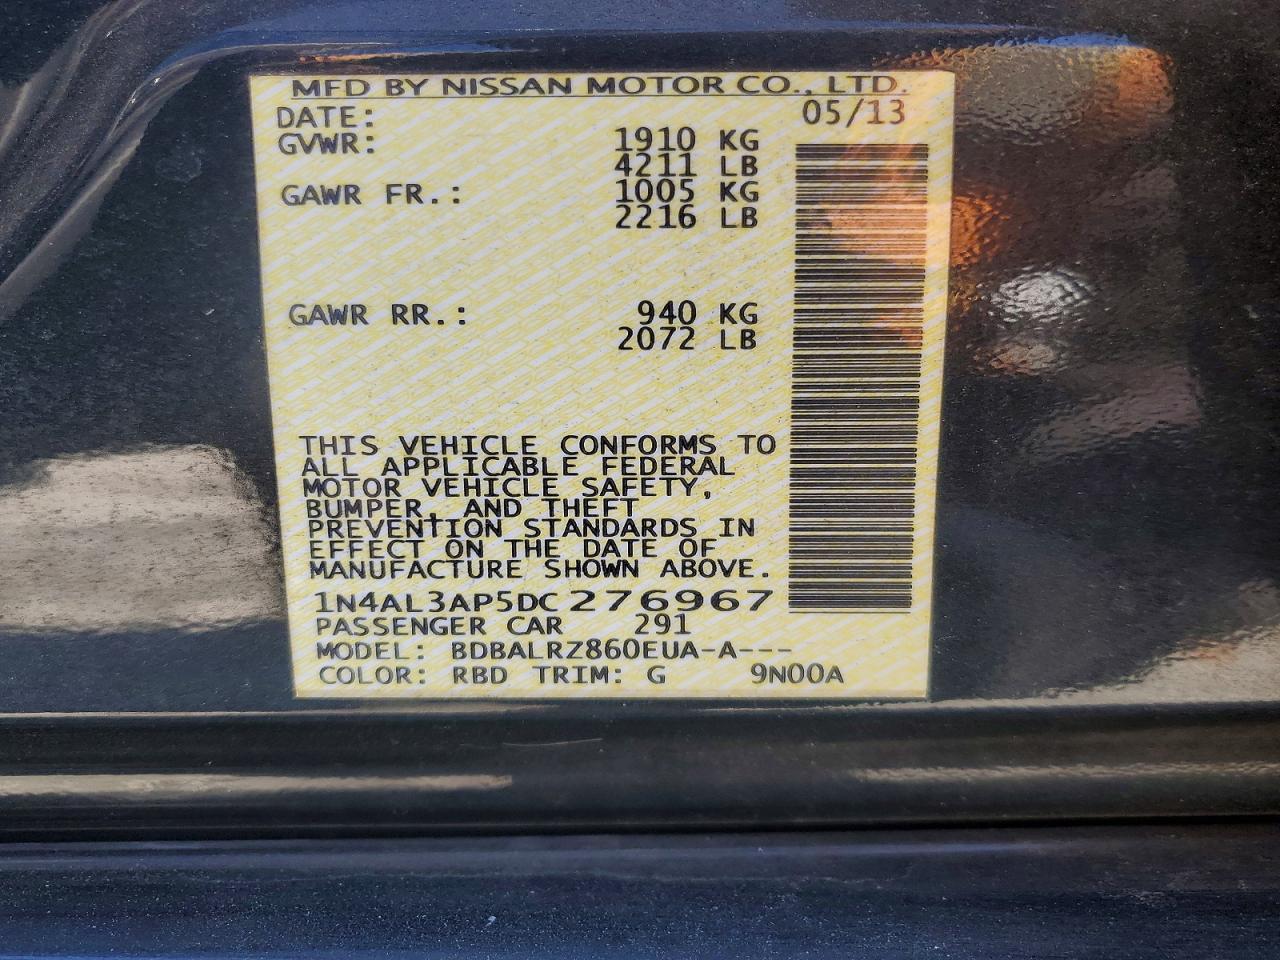 MFD BY NISSAN MOTOR CO., LTD.
DATE: 05/13
GVWR: 1910 KG
4211 LB
GAWR FR.: 1005 KG
2216 LB
GAWR RR.: 940 KG
2072 LB
THIS VEHICLE CONFORMS TO
ALL APPLICABLE FEDERAL
MOTOR VEHICLE SAFETY,
BUMPER, AND THEFT
PREVENTION STANDARDS IN
EFFECT ON THE DATE OF
MANUFACTURE SHOWN ABOVE.
1N4AL3AP5DC276967
PASSENGER CAR 291
MODEL: BDBALRZ860EUA-A---
COLOR: RBD TRIM: G 9N00A